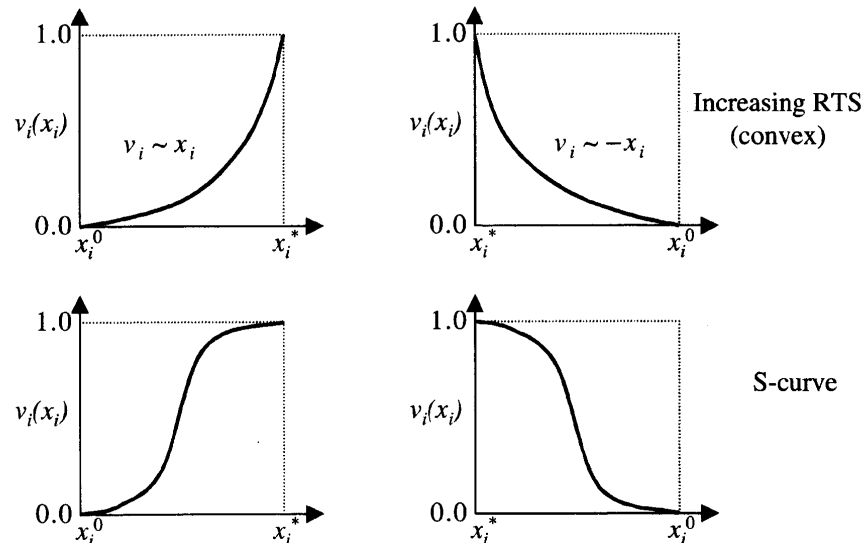 1.0
v_i(x_i)
v_i ~ x_i
0.0
x_i^0
x_i^*
1.0
v_i(x_i)
v_i ~ -x_i
0.0
x_i^*
x_i^0
Increasing RTS
(convex)
1.0
v_i(x_i)
0.0
x_i^0
x_i^*
1.0
v_i(x_i)
0.0
x_i^*
x_i^0
S-curve